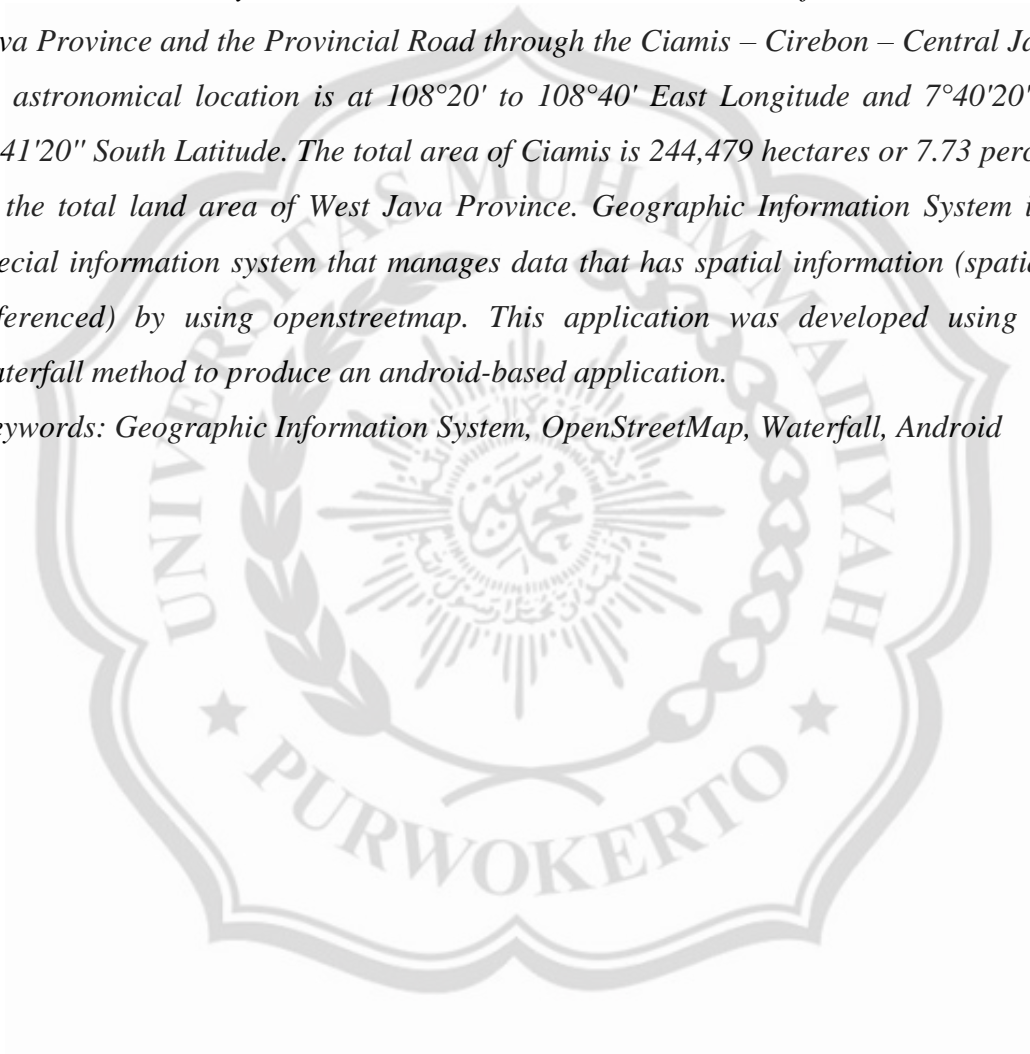 va Province and the Provincial Road through the Ciamis – Cirebon – Central Ja
astronomical location is at 108°20' to 108°40' East Longitude and 7°40'20'
41'20" South Latitude. The total area of Ciamis is 244,479 hectares or 7.73 perc
the total land area of West Java Province. Geographic Information System i
ecial information system that manages data that has spatial information (spatia
ferenced) by using openstreetmap. This application was developed using
aterfall method to produce an android-based application.
eywords: Geographic Information System, OpenStreetMap, Waterfall, Android
UNIVERSITAS MUHAMMADIYAH
PURWOKERTO